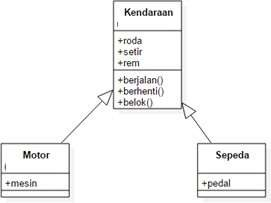 Kendaraan
+roda
+setir
+rem
+berjalan()
+berhenti()
+belok()
Motor
+mesin
Sepeda
+pedal